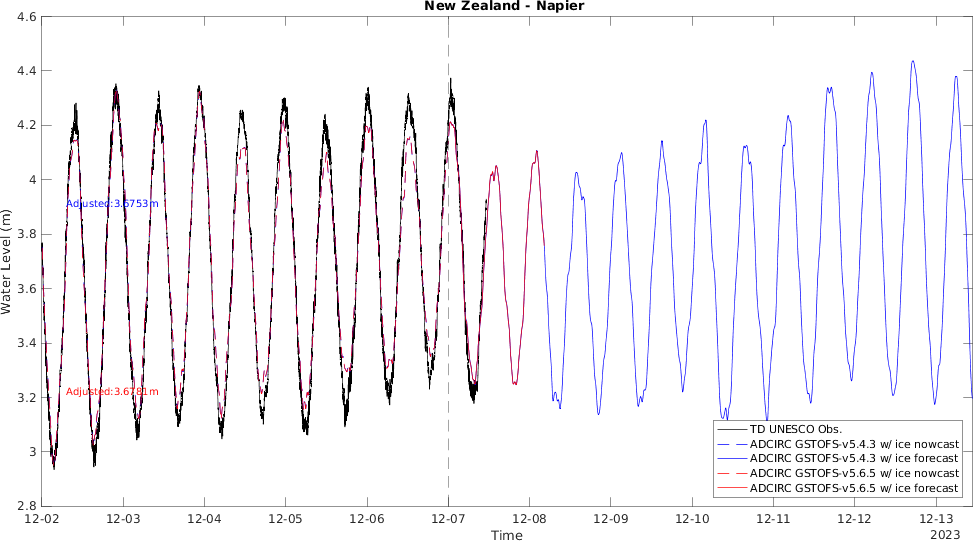 New Zealand - Napier
Water Level (m)
4.6
4.4
4.2
4
3.8
3.6
3.4
3.2
3
2.8
Adjusted:3.6753m
Adjusted:3.6781m
TD UNESCO Obs.
ADCIRC GSTOFS-v5.4.3 w/ ice nowcast
ADCIRC GSTOFS-v5.4.3 w/ ice forecast
ADCIRC GSTOFS-v5.6.5 w/ ice nowcast
ADCIRC GSTOFS-v5.6.5 w/ ice forecast
12-02 12-03 12-04 12-05 12-06 12-07 12-08 12-09 12-10 12-11 12-12 12-13
Time
2023